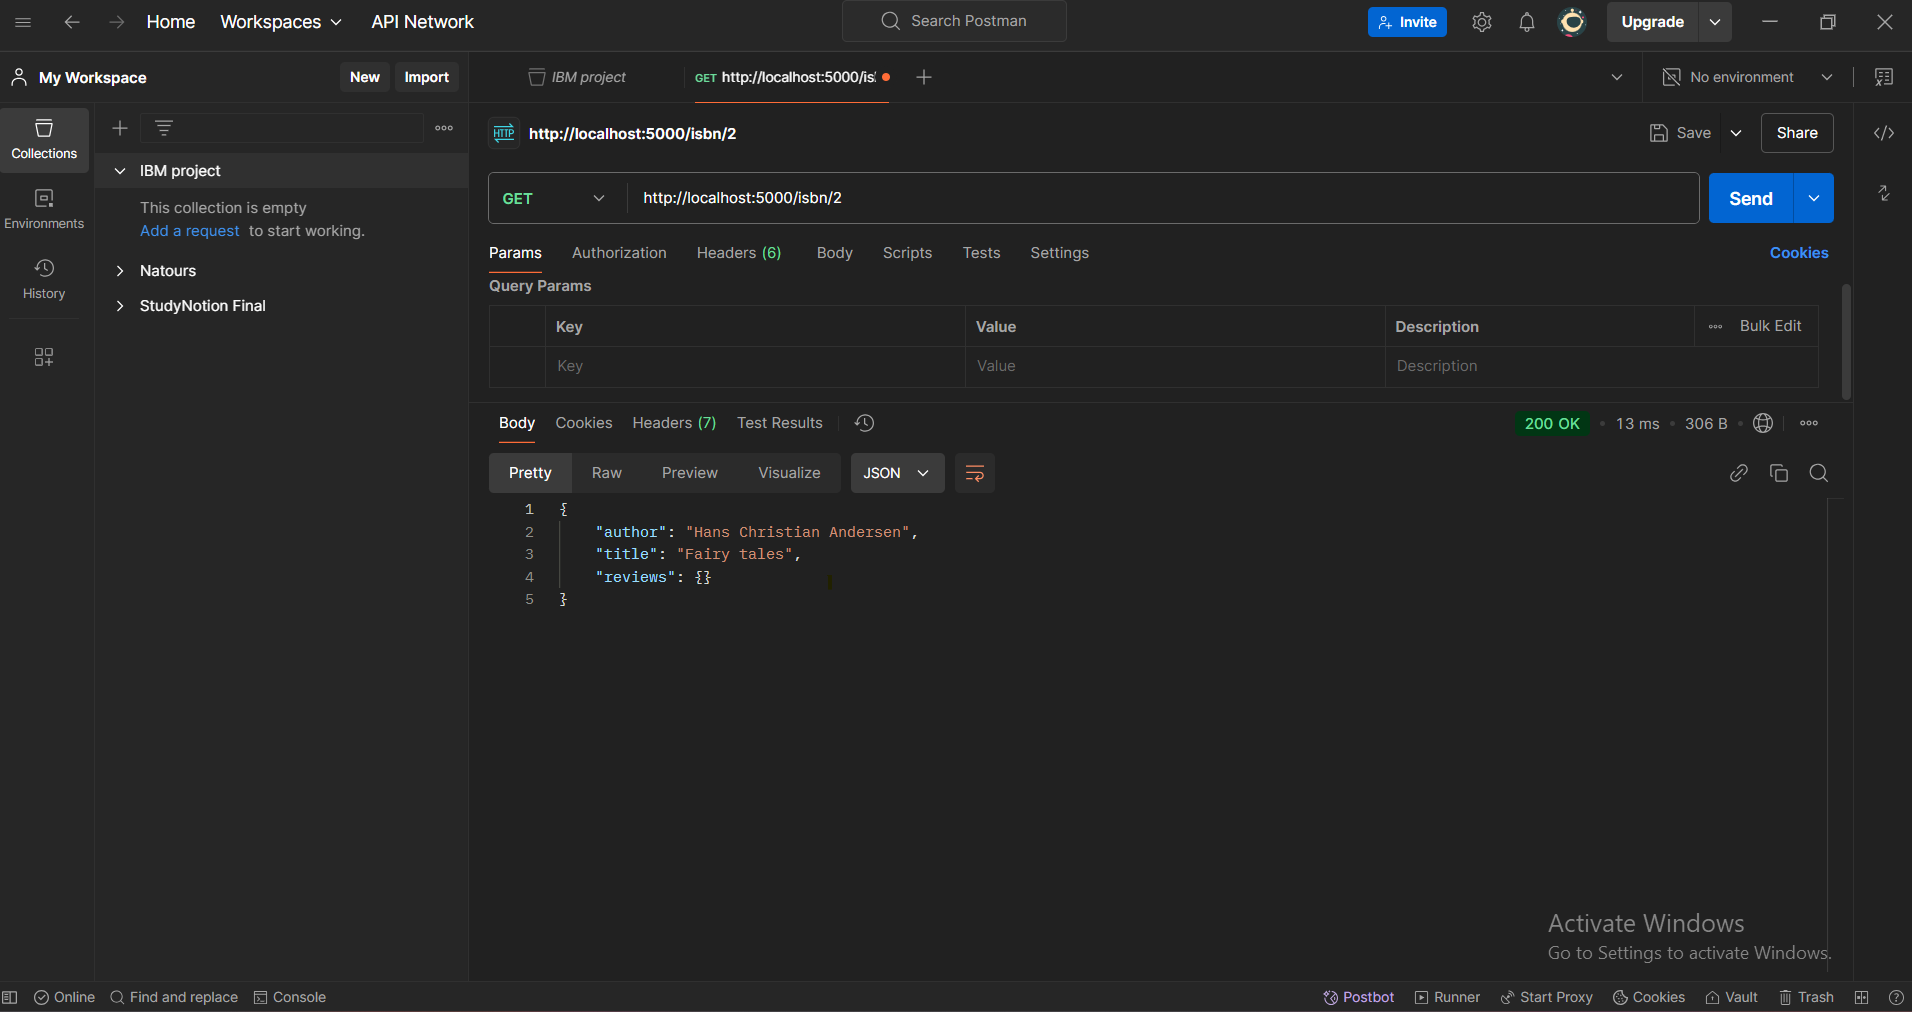 Home Workspaces API Network Search Postman Invite Upgrade
My Workspace New Import IBM project GET http://localhost:5000/is No environment
Collections
Environments
History
IBM project
This collection is empty
Add a request to start working.
Natours
StudyNotion Final
HTTP http://localhost:5000/isbn/2 Save Share
GET http://localhost:5000/isbn/2 Send
Params Authorization Headers (6) Body Scripts Tests Settings Cookies
Query Params
Key Value Description Bulk Edit
Key Value Description
Body Cookies Headers (7) Test Results 200 OK • 13 ms • 306 B •
Pretty Raw Preview Visualize JSON
1 {
2 "author": "Hans Christian Andersen",
3 "title": "Fairy tales",
4 "reviews": {}
5 }
Activate Windows
Go to Settings to activate Windows.
Online Find and replace Console Postbot Runner Start Proxy Cookies Vault Trash